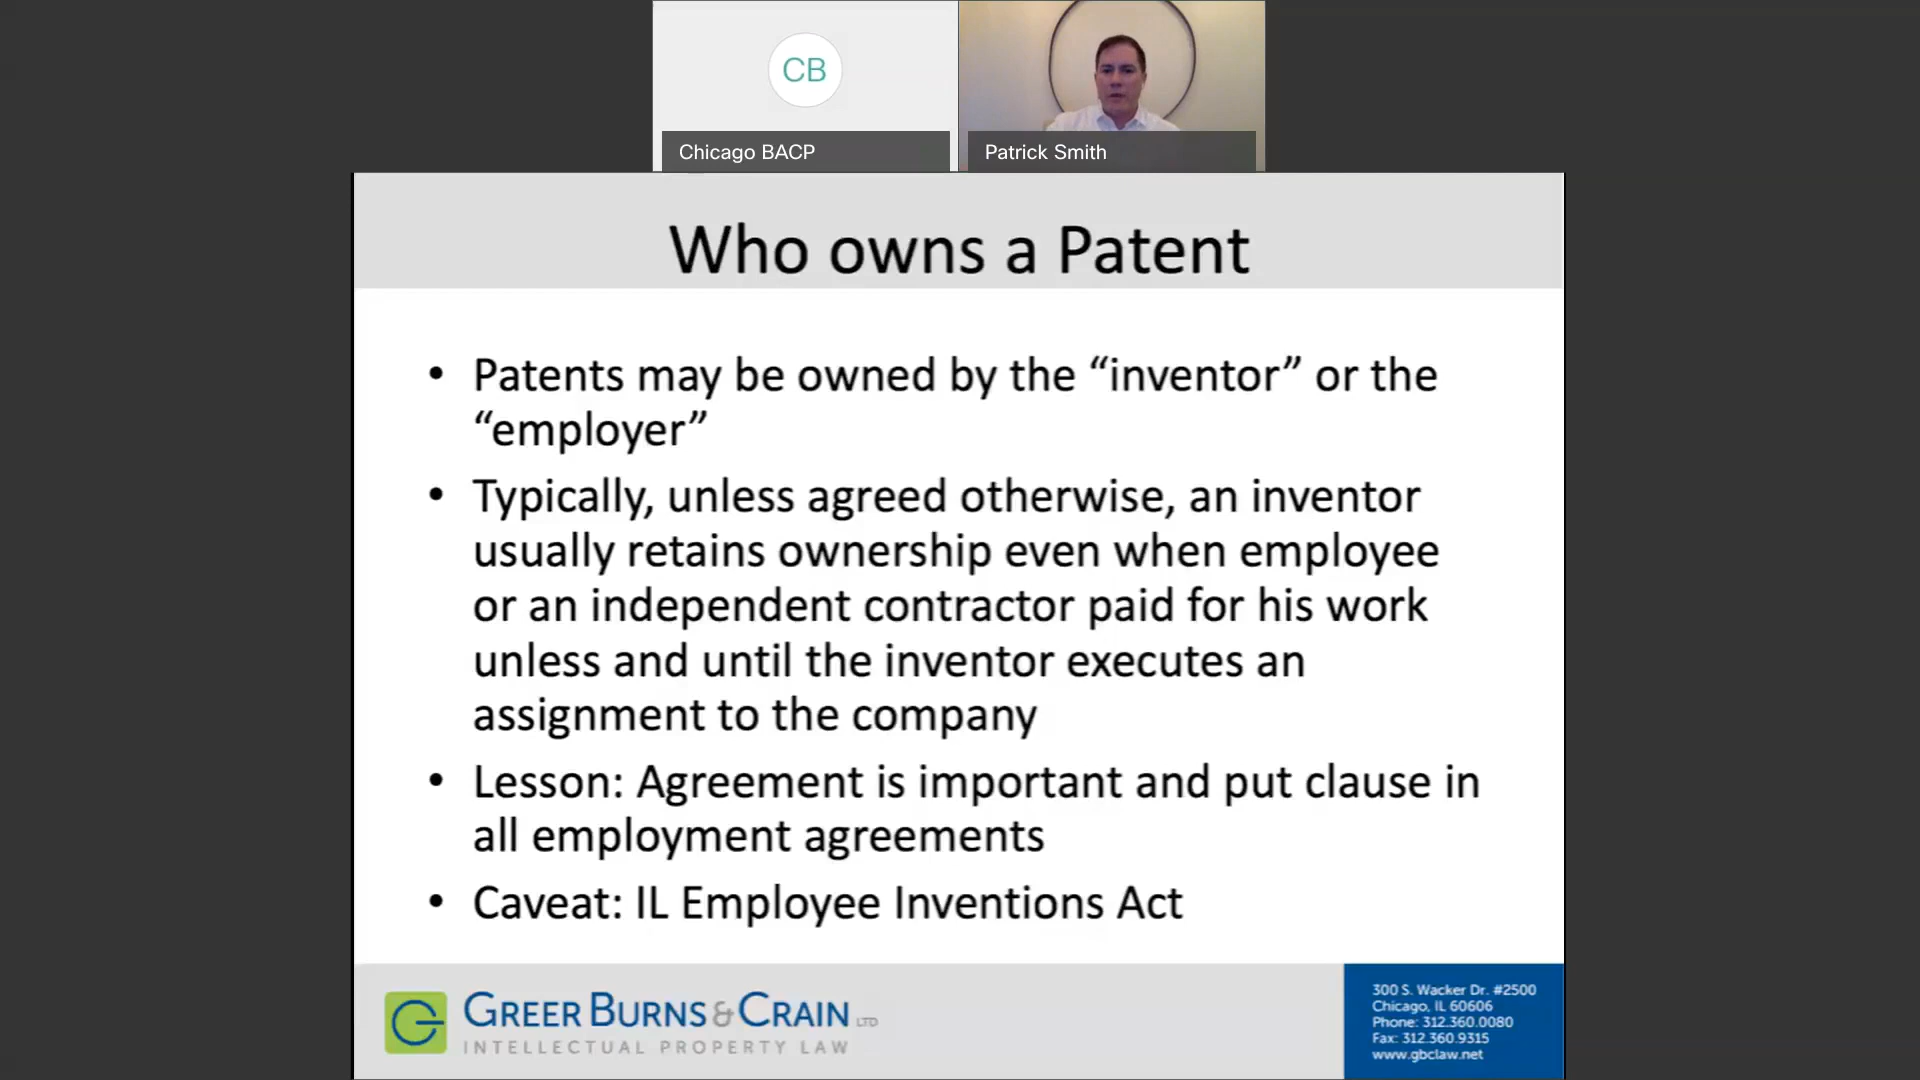 CB
Chicago BACP
Patrick Smith
Who owns a Patent
• Patents may be owned by the “inventor” or the
“employer”
• Typically, unless agreed otherwise, an inventor
usually retains ownership even when employee
or an independent contractor paid for his work
unless and until the inventor executes an
assignment to the company
• Lesson: Agreement is important and put clause in
all employment agreements
• Caveat: IL Employee Inventions Act
GREER BURNS & CRAIN LTD
INTELLECTUAL PROPERTY LAW
300 S. Wacker Dr. #2500
Chicago, IL 60606
Phone: 312.360.0080
Fax: 312.360.9315
www.gbclaw.net